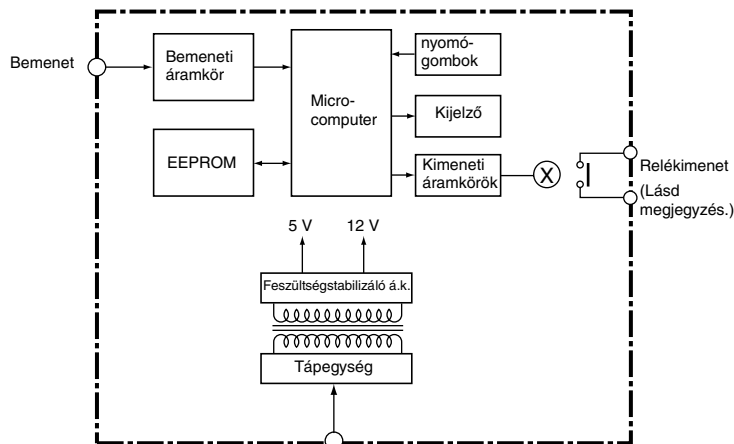 Bemenet
Bemeneti
áramkör
EEPROM
Micro-
computer
nyomó-
gombok
Kijelző
Kimeneti
áramkörök
X
Relékimenet
(Lásd
megjegyzés.)
5 V
12 V
Feszültségstabilizáló á.k.
Tápegység